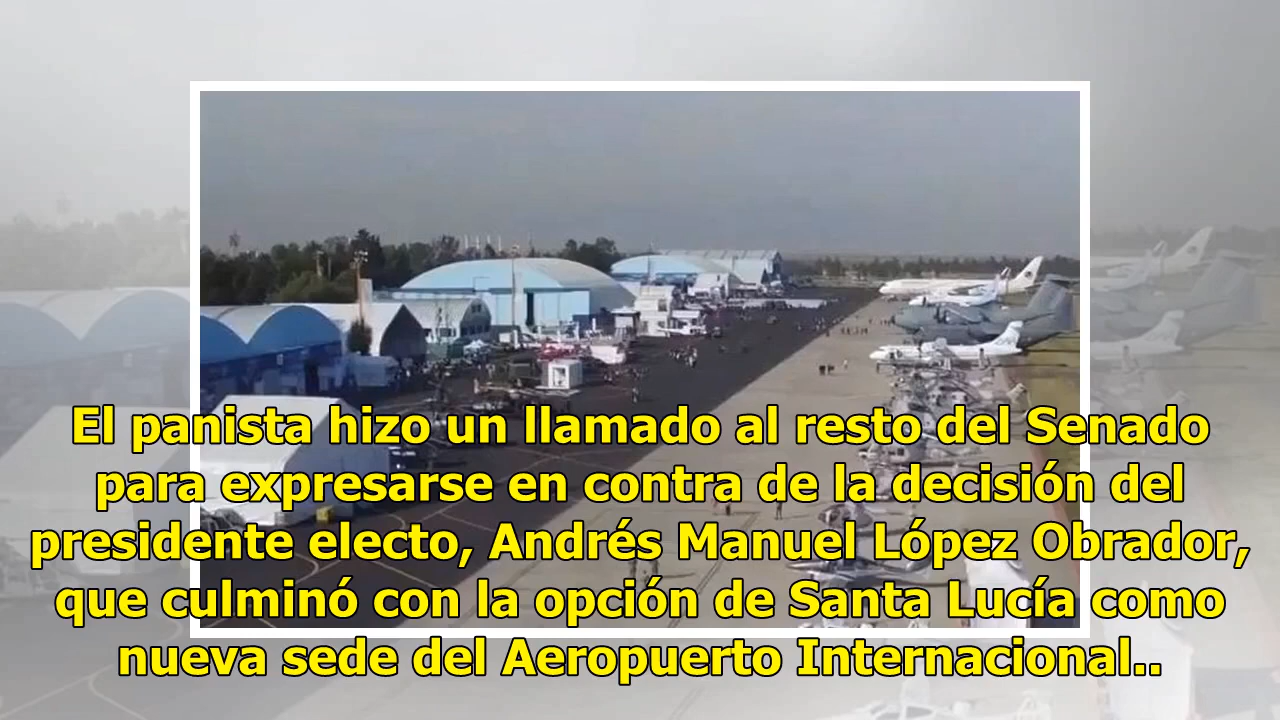 El panista hizo un llamado al resto del Senado
para expresarse en contra de la decisión del
presidente electo, Andrés Manuel López Obrador,
que culminó con la opción de Santa Lucía como
nueva sede del Aeropuerto Internacional..